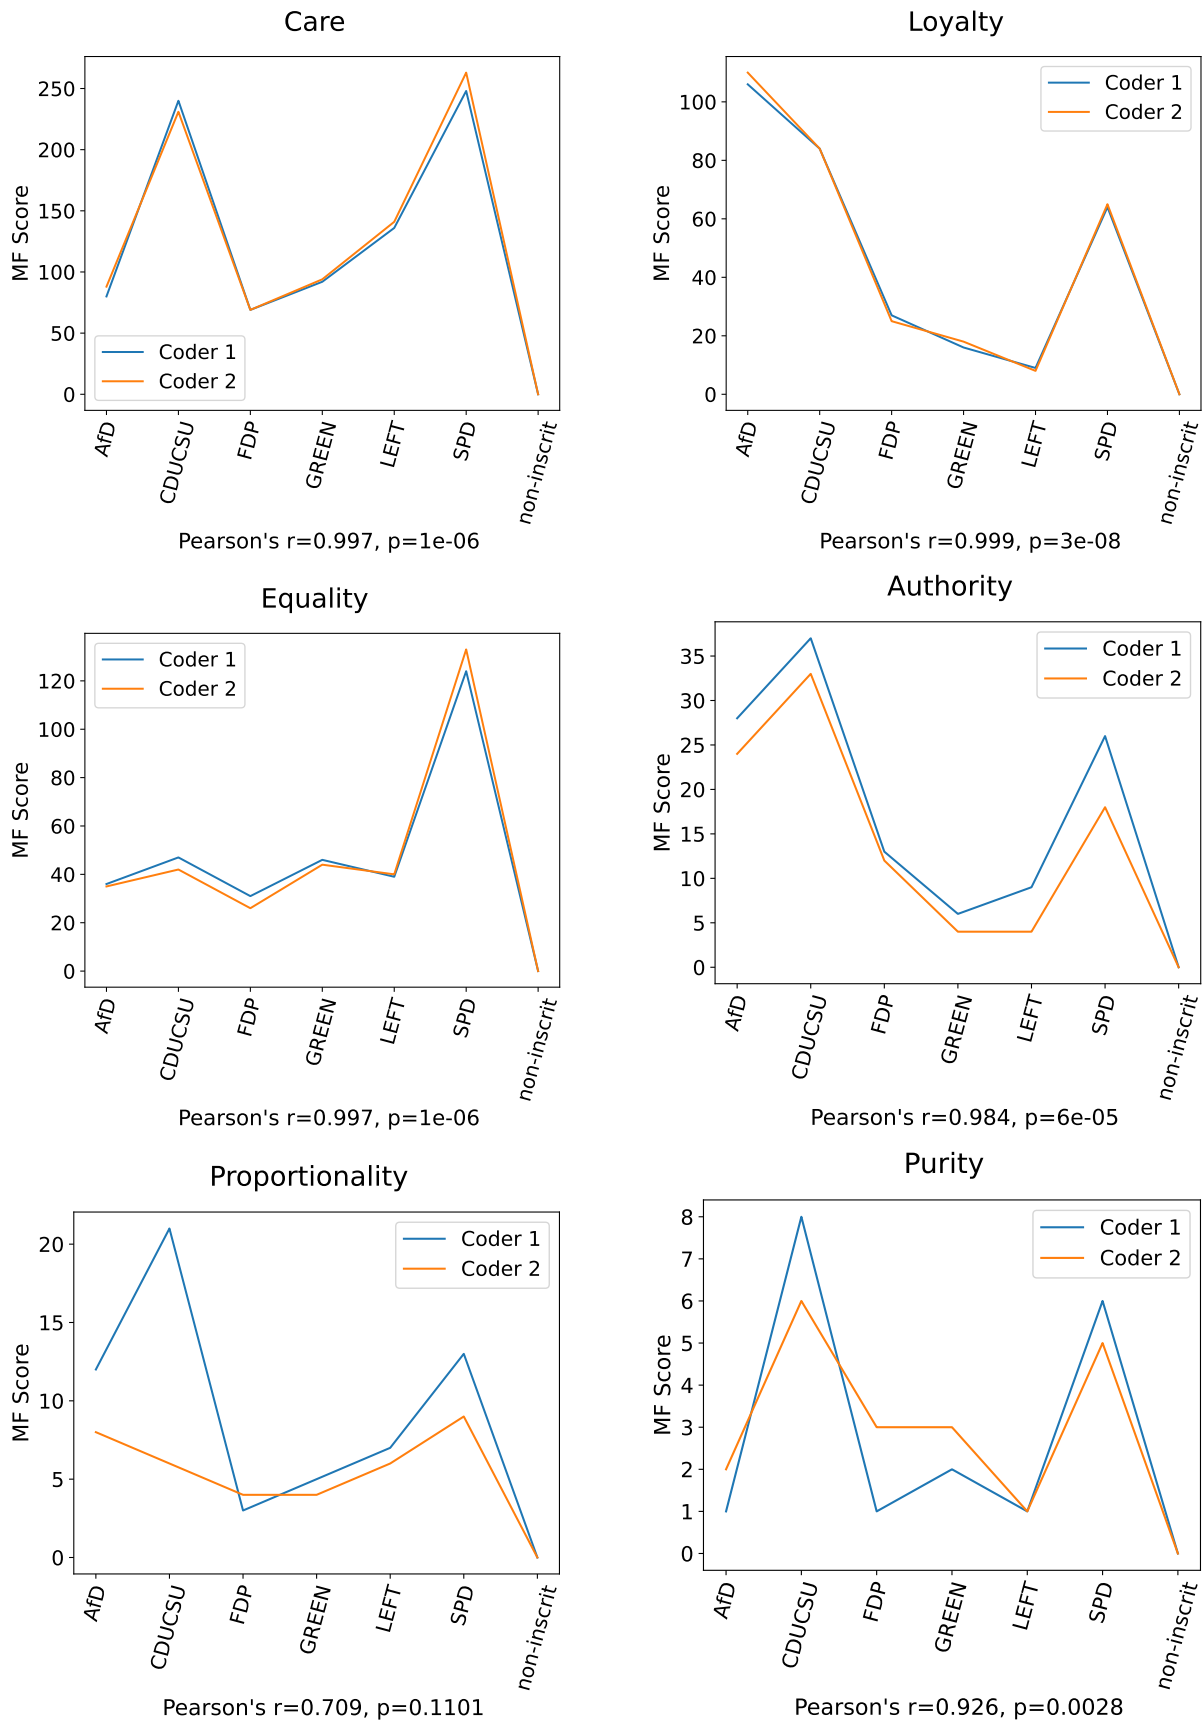 Care
MF Score
250
200
150
100
50
0
Coder 1
Coder 2
AfD
CDUCSU
FDP
GREEN
LEFT
SPD
non-inscrit
Pearson's r=0.997, p=1e-06
Loyalty
MF Score
100
80
60
40
20
0
Coder 1
Coder 2
AfD
CDUCSU
FDP
GREEN
LEFT
SPD
non-inscrit
Pearson's r=0.999, p=3e-08
Equality
MF Score
120
100
80
60
40
20
0
Coder 1
Coder 2
AfD
CDUCSU
FDP
GREEN
LEFT
SPD
non-inscrit
Pearson's r=0.997, p=1e-06
Authority
MF Score
35
30
25
20
15
10
5
0
Coder 1
Coder 2
AfD
CDUCSU
FDP
GREEN
LEFT
SPD
non-inscrit
Pearson's r=0.984, p=6e-05
Proportionality
MF Score
20
15
10
5
0
Coder 1
Coder 2
AfD
CDUCSU
FDP
GREEN
LEFT
SPD
non-inscrit
Pearson's r=0.709, p=0.1101
Purity
MF Score
8
7
6
5
4
3
2
1
0
Coder 1
Coder 2
AfD
CDUCSU
FDP
GREEN
LEFT
SPD
non-inscrit
Pearson's r=0.926, p=0.0028